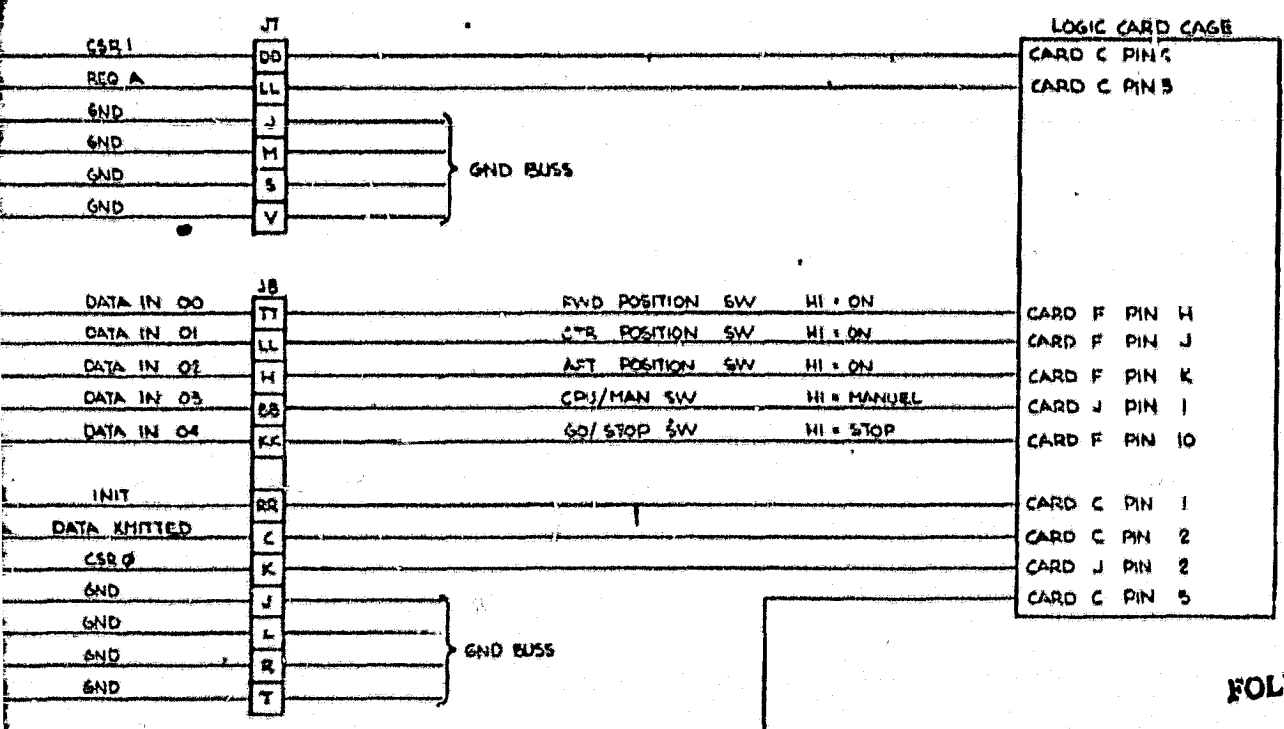 J7 LOGIC CARD CAGE
CSR 1 DD CARD C PIN
REQ A LL CARD C PIN 3
GND J
GND M
GND BUSS
GND S
GND V
J8
DATA IN 00 TT FWD POSITION SW HI = ON CARD F PIN H
DATA IN 01 LL CTR POSITION SW HI = ON CARD F PIN J
DATA IN 02 H AFT POSITION SW HI = ON CARD F PIN K
DATA IN 03 BB CPU/MAN SW HI = MANUEL CARD J PIN 1
DATA IN 04 KK GO/STOP SW HI = STOP CARD F PIN 10
INIT RR CARD C PIN 1
DATA XMITTED C CARD C PIN 2
CSR Ø K CARD J PIN 2
GND J CARD C PIN 5
GND L
GND BUSS
GND R
GND T
FOL